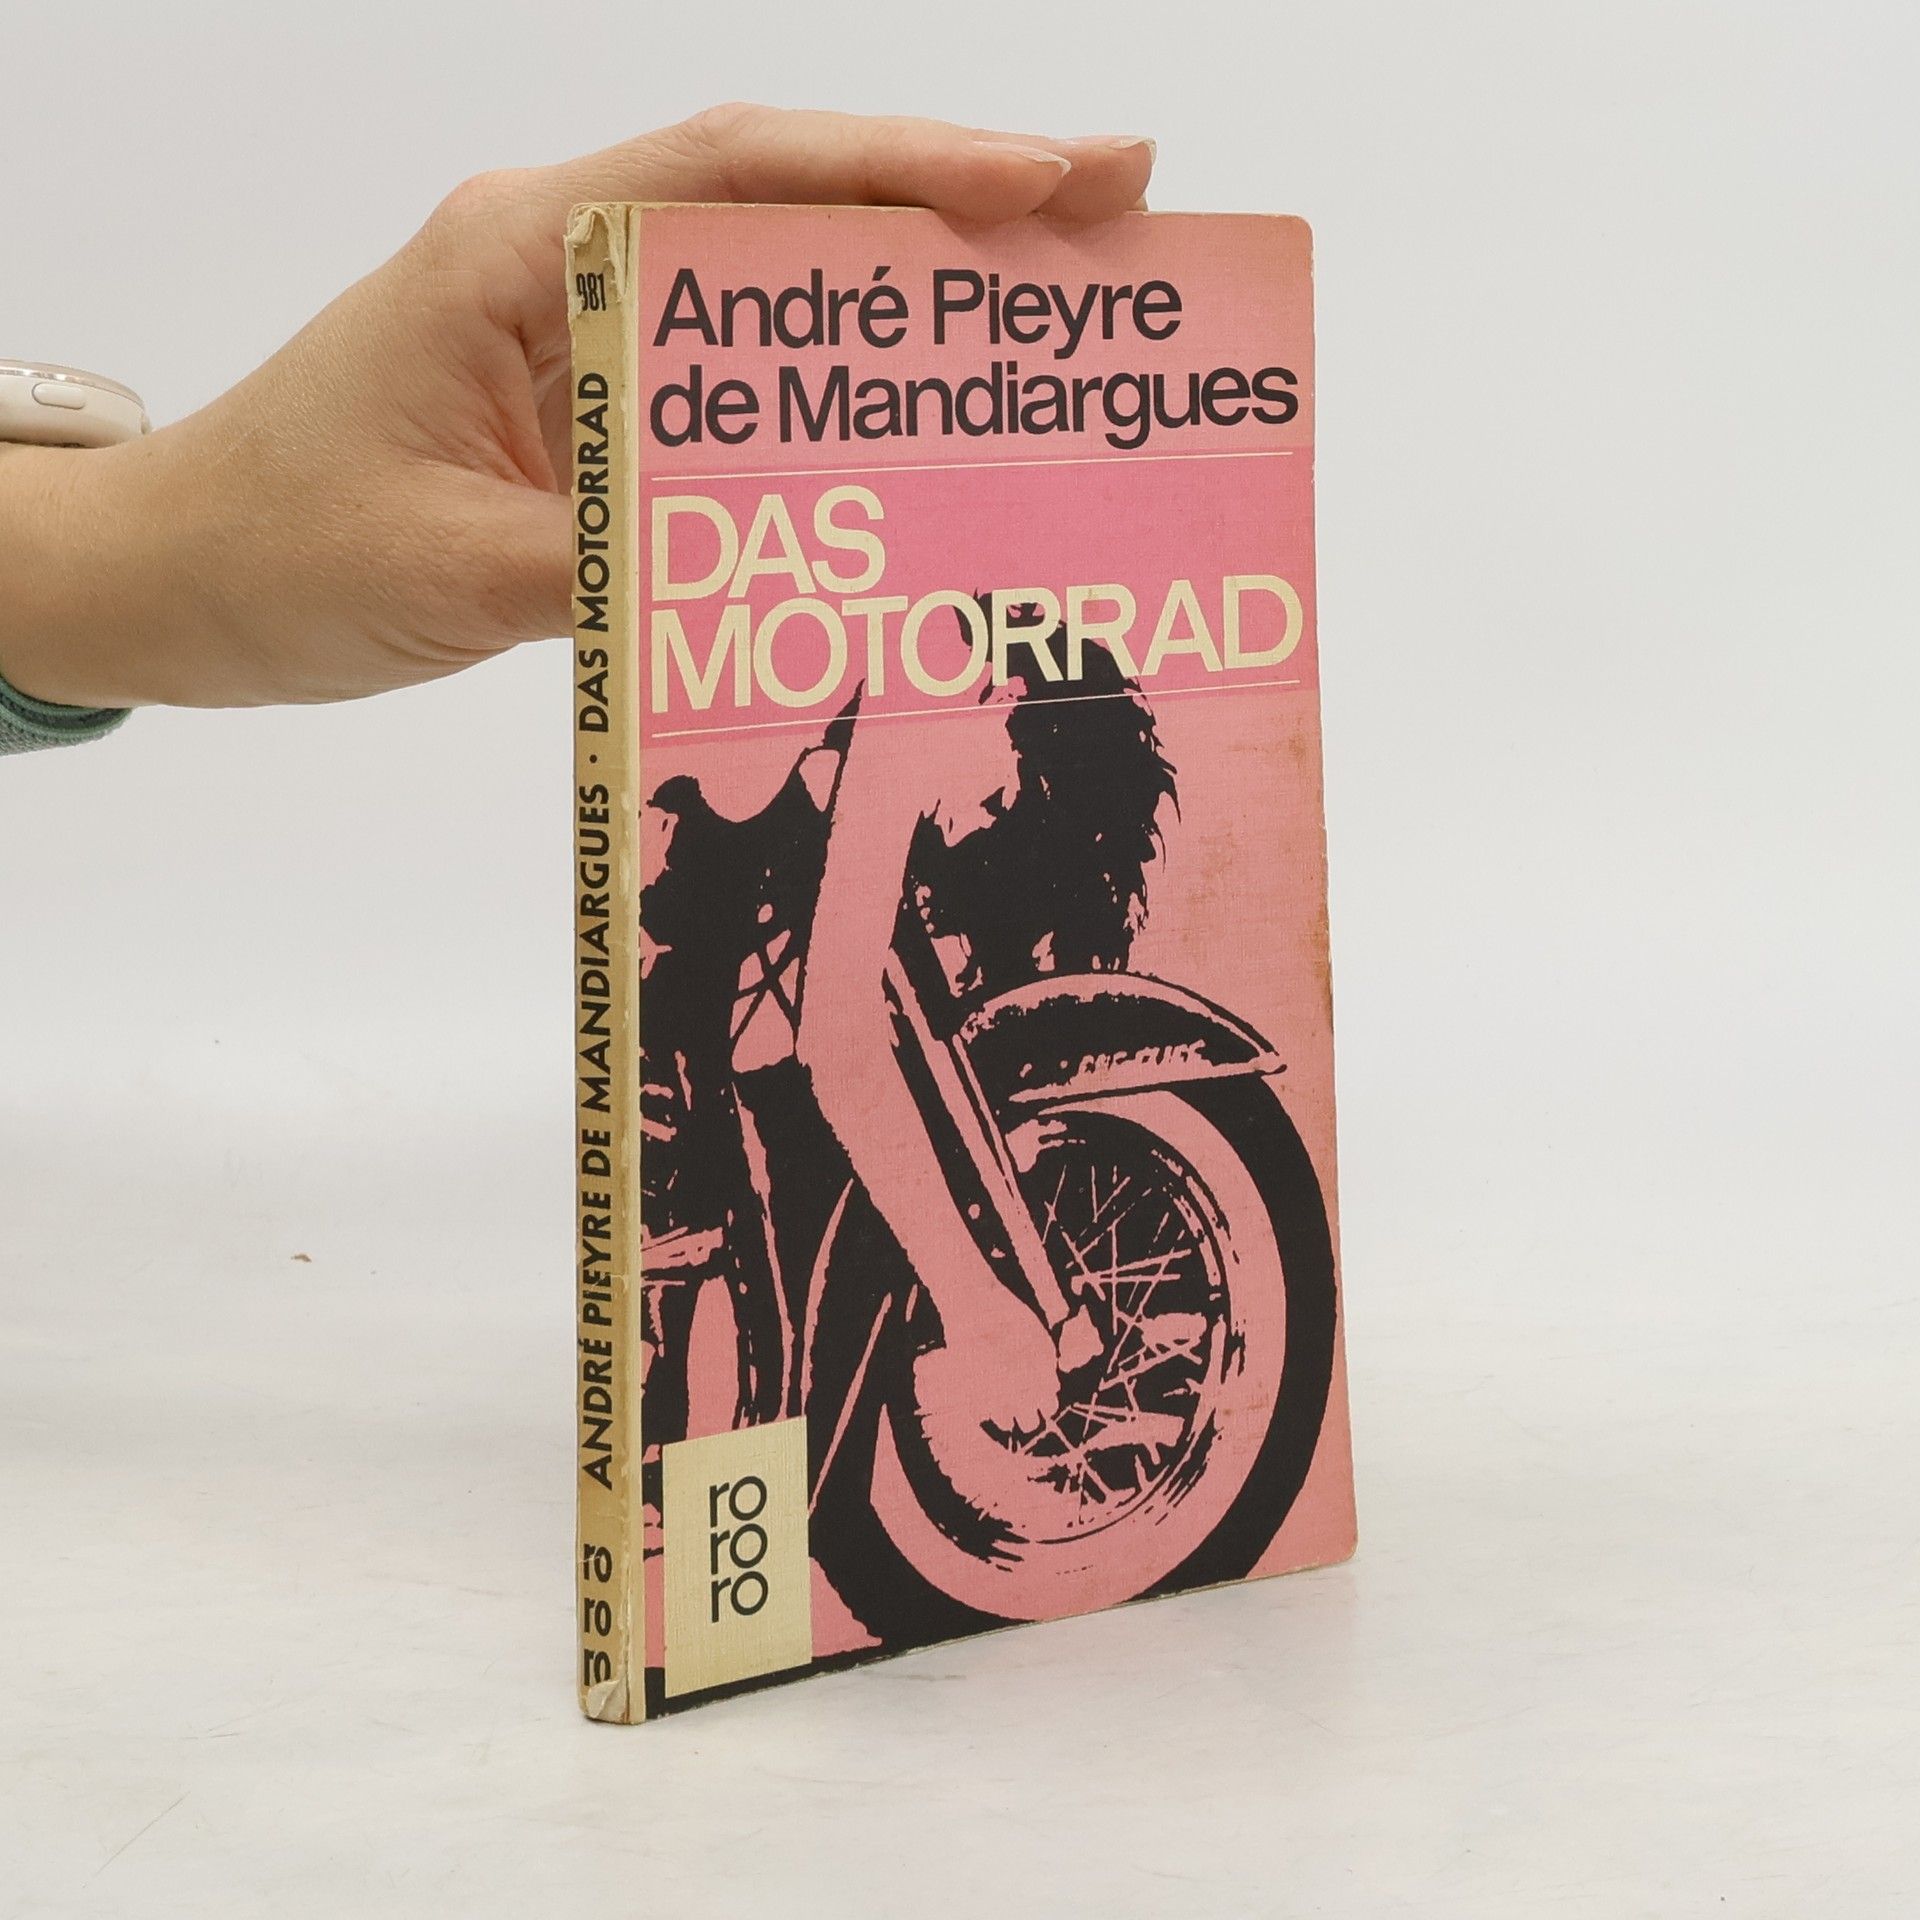 André Pieyre
de Mandiargues
DAS
MOTORRAD
ro
ro
ro
981
ANDRÉ PIEYRE DE MANDIARGUES · DAS MOTORRAD
ro
ro
ro